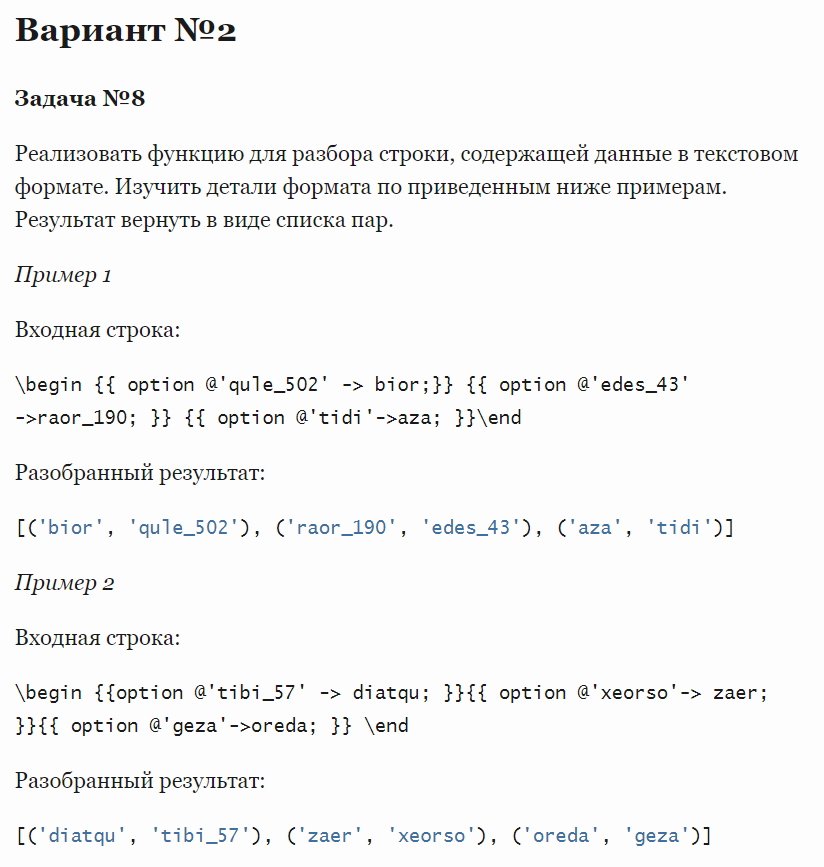 Вариант №2
Задача №8
Реализовать функцию для разбора строки, содержащей данные в текстовом
формате. Изучить детали формата по приведенным ниже примерам.
Результат вернуть в виде списка пар.
Пример 1
Входная строка:
\begin {{ option @'qule_502' -> bior;}} {{ option @'edes_43'
->raor_190; }} {{ option @'tidi'->aza; }}\end
Разобранный результат:
[('bior', 'qule_502'), ('raor_190', 'edes_43'), ('aza', 'tidi')]
Пример 2
Входная строка:
\begin {{option @'tibi_57' -> diatqu; }}{{ option @'xeorso'-> zaer;
}}{{ option @'geza'->oreda; }} \end
Разобранный результат:
[('diatqu', 'tibi_57'), ('zaer', 'xeorso'), ('oreda', 'geza')]